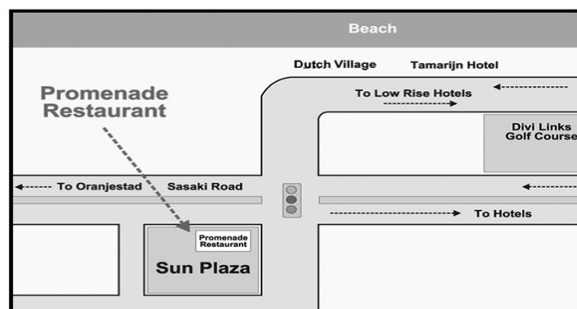 Beach
Dutch Village
Tamarijn Hotel
Promenade
Restaurant
To Low Rise Hotels
Divi Links
Golf Course
To Oranjestad
Sasaki Road
To Hotels
Promenade
Restaurant
Sun Plaza